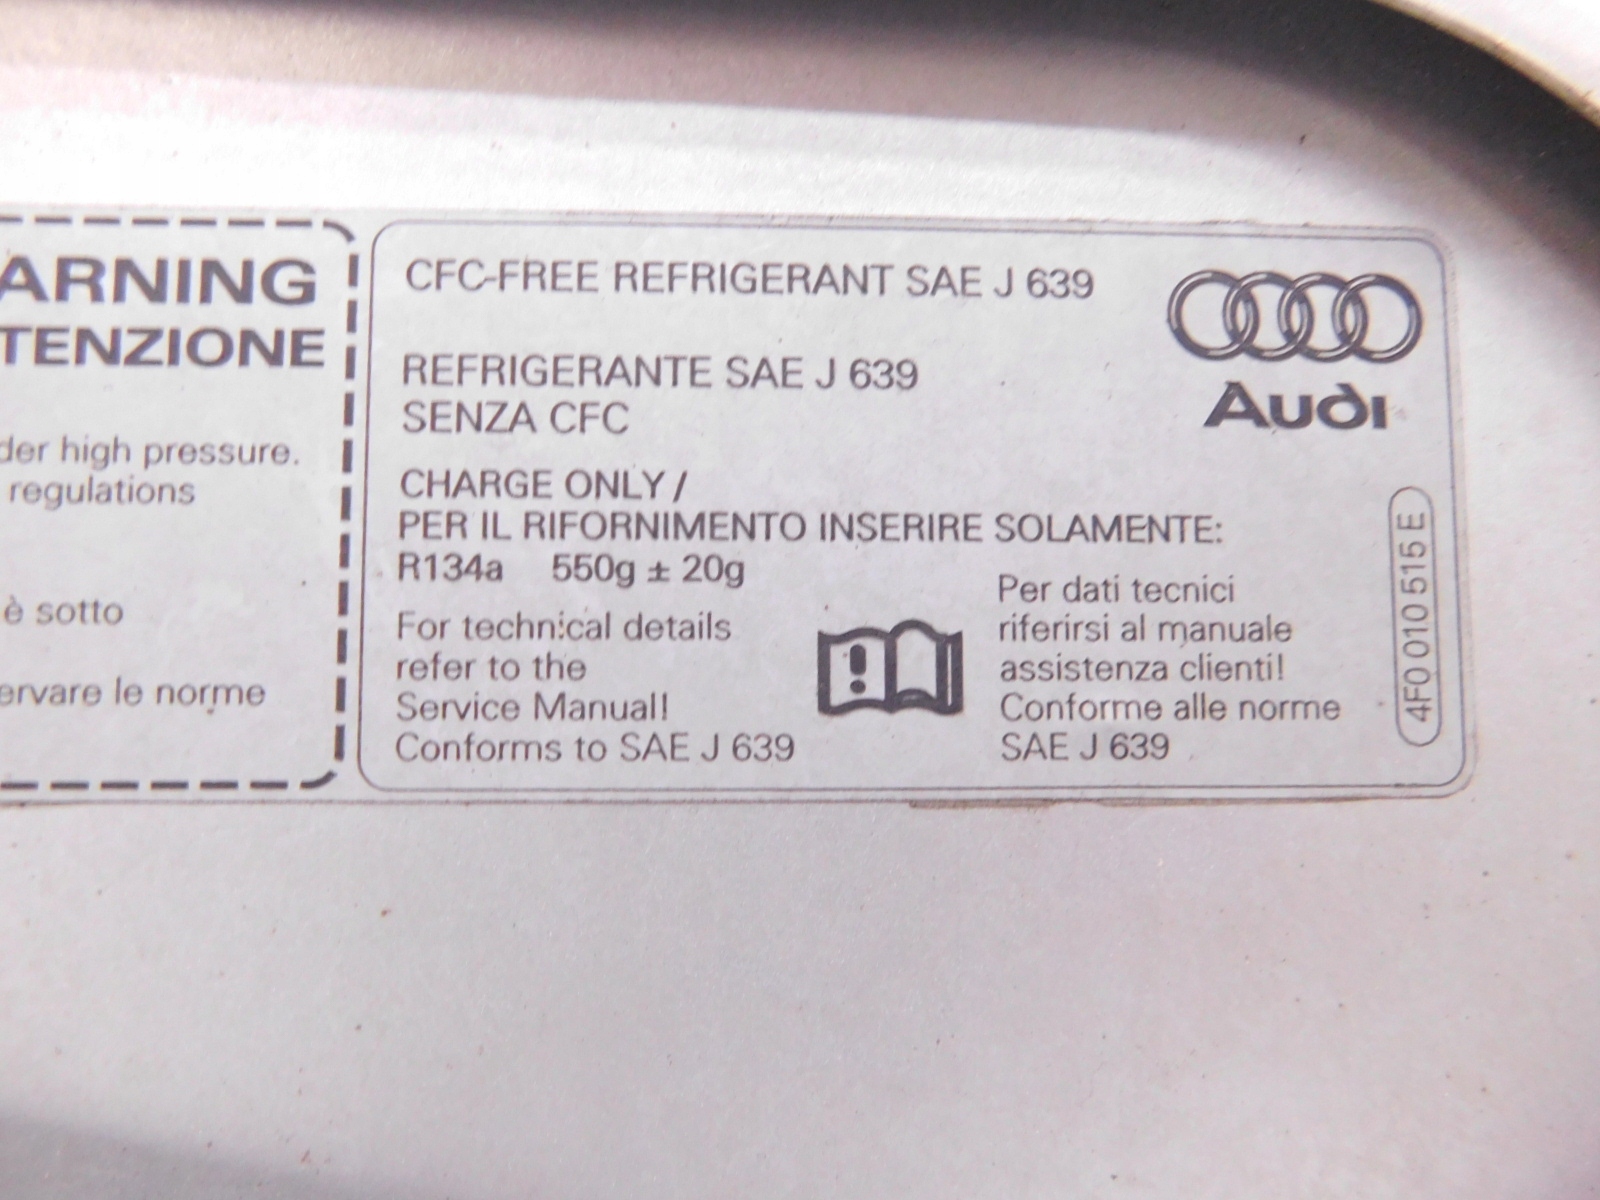 ARNING
TENZIONE
der high pressure.
regulations
è sotto
ervare le norme
CFC-FREE REFRIGERANT SAE J 639
REFRIGERANTE SAE J 639
SENZA CFC
CHARGE ONLY /
PER IL RIFORNIMENTO INSERIRE SOLAMENTE:
R134a 550g ± 20g
For technical details
refer to the
Service Manual!
Conforms to SAE J 639
Per dati tecnici
riferirsi al manuale
assistenza clienti!
Conforme alle norme
SAE J 639
Audi
4F0 010 515 E